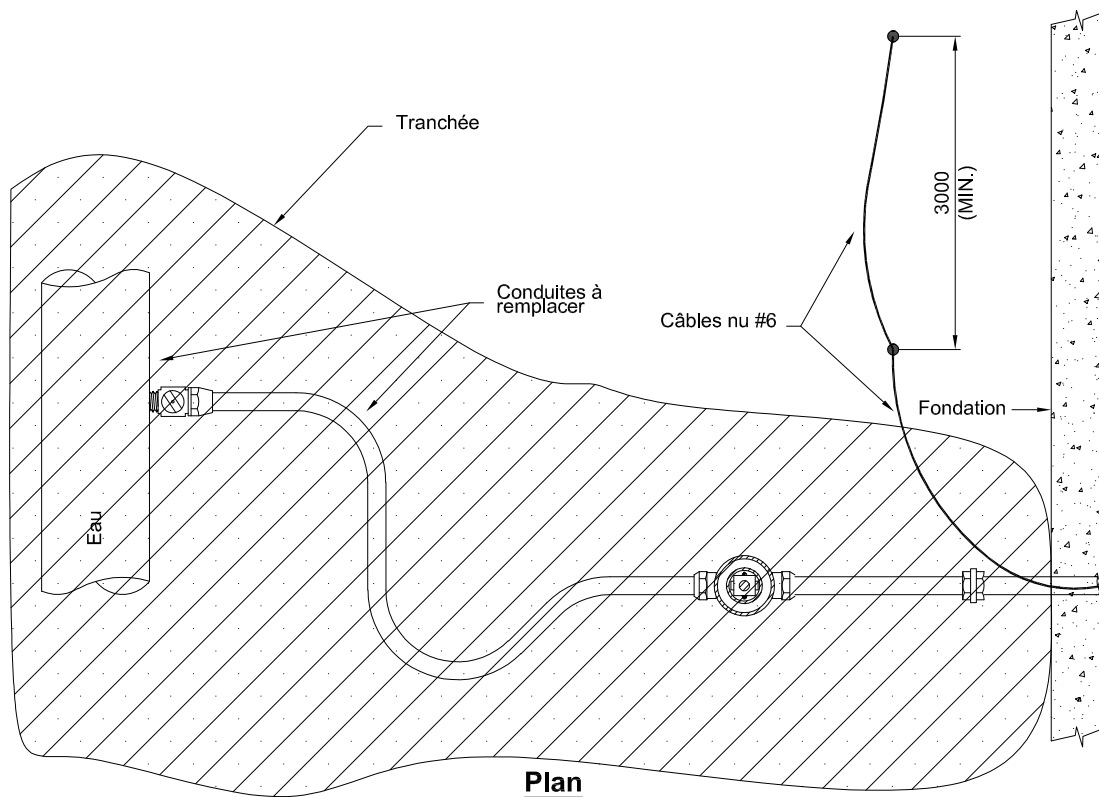 Tranchée
3000
(MIN.)
Conduites à
remplacer
Câbles nu #6
Fondation
Eau
Plan